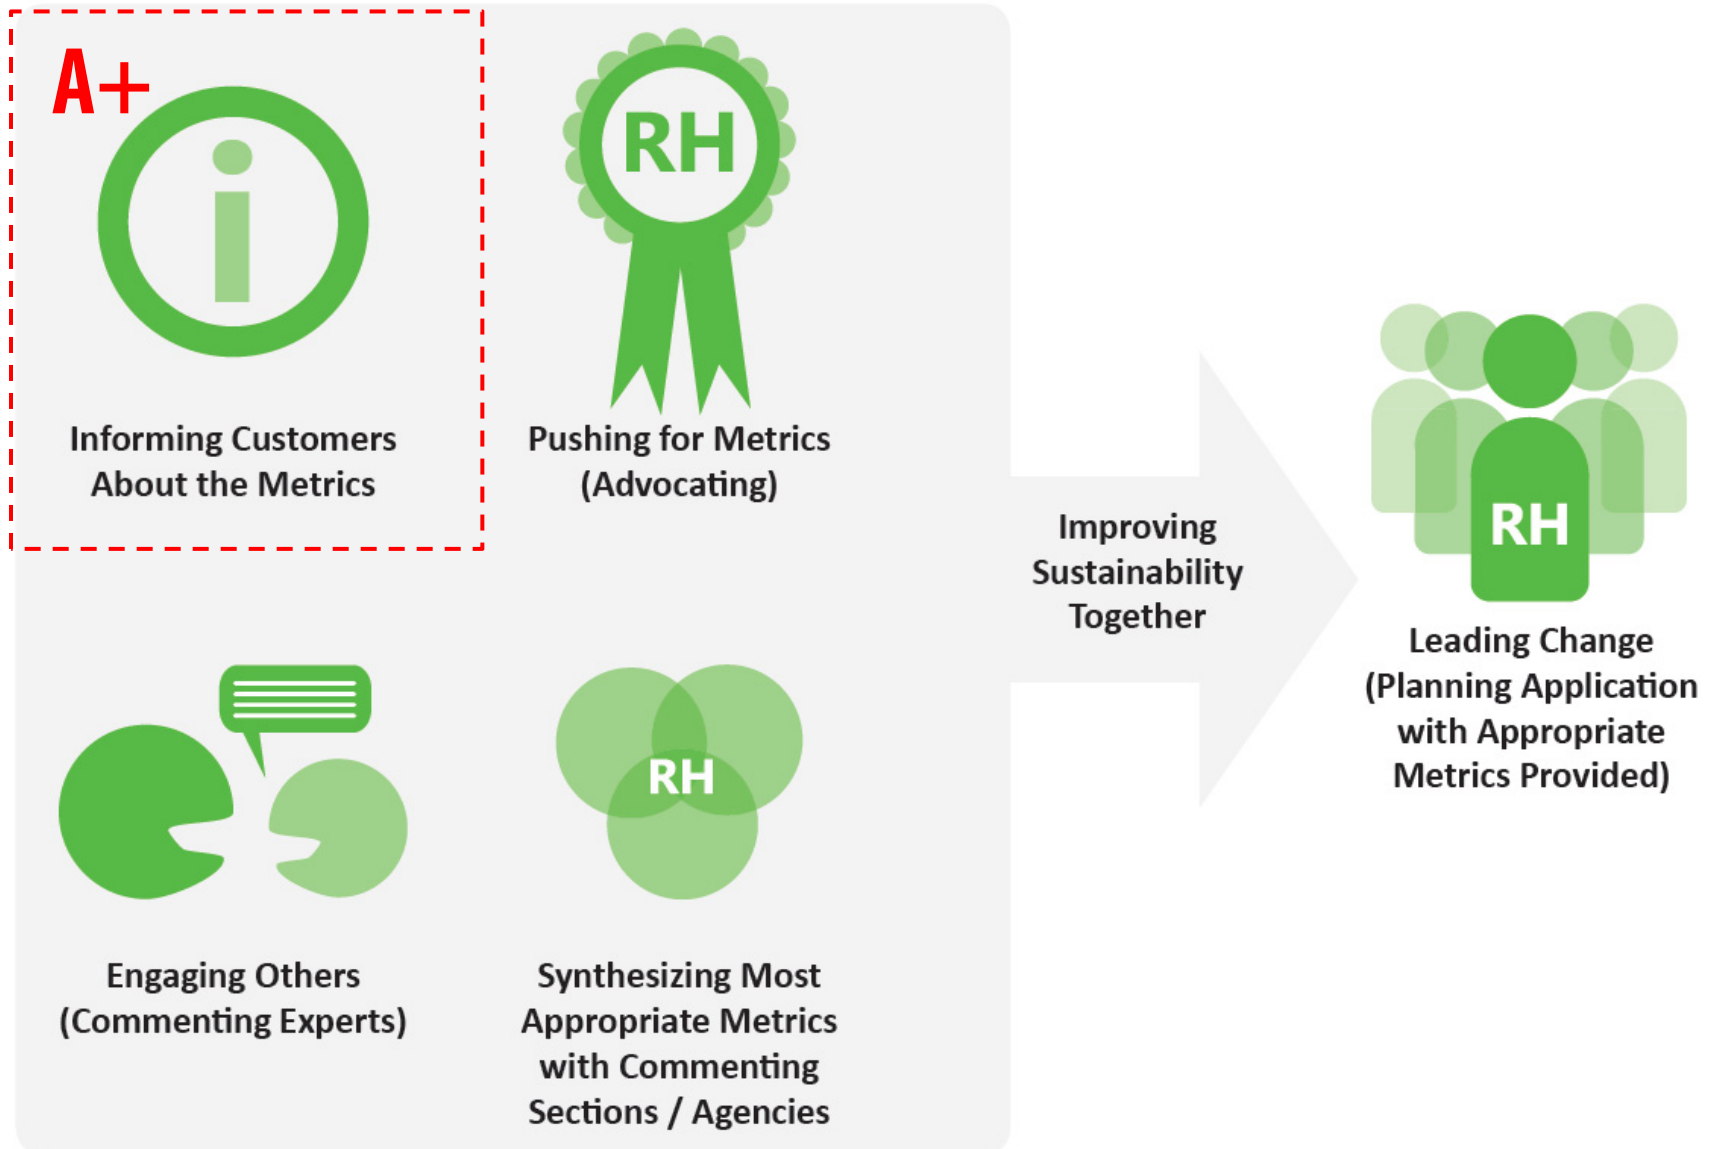 A+
i
Informing Customers
About the Metrics
RH
Pushing for Metrics
(Advocating)
Engaging Others
(Commenting Experts)
RH
Synthesizing Most
Appropriate Metrics
with Commenting
Sections / Agencies
Improving
Sustainability
Together
RH
Leading Change
(Planning Application
with Appropriate
Metrics Provided)